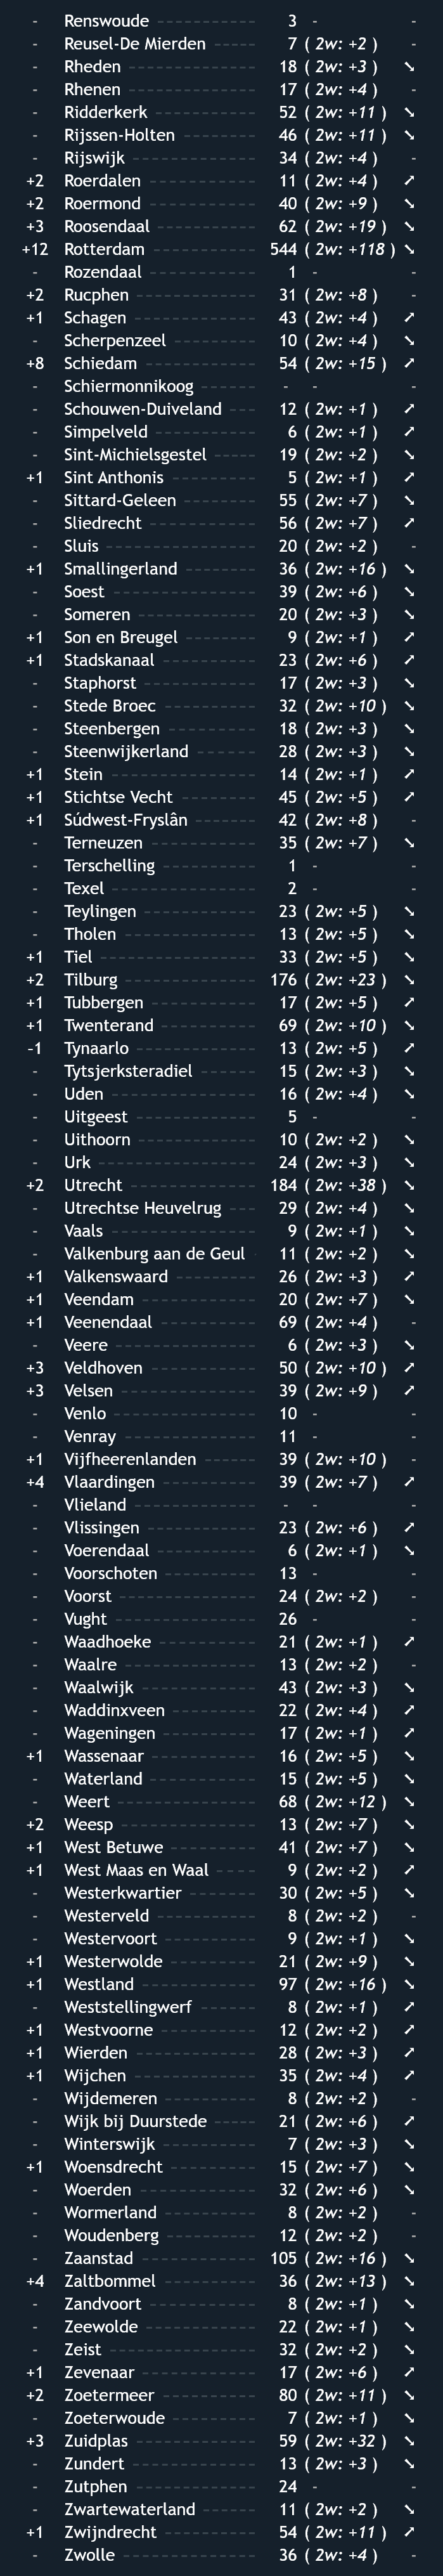 - Renswoude 3 - -
- Reusel-De Mierden 7 ( 2w: +2 ) -
- Rheden 18 ( 2w: +3 ) ↘
- Rhenen 17 ( 2w: +4 ) -
- Ridderkerk 52 ( 2w: +11 ) ↘
- Rijssen-Holten 46 ( 2w: +11 ) ↘
- Rijswijk 34 ( 2w: +4 ) -
+2 Roerdalen 11 ( 2w: +4 ) ↗
+2 Roermond 40 ( 2w: +9 ) ↘
+3 Roosendaal 62 ( 2w: +19 ) ↘
+12 Rotterdam 544 ( 2w: +118 ) ↘
- Rozendaal 1 - -
+2 Rucphen 31 ( 2w: +8 ) -
+1 Schagen 43 ( 2w: +4 ) ↗
- Scherpenzeel 10 ( 2w: +4 ) ↘
+8 Schiedam 54 ( 2w: +15 ) ↗
- Schiermonnikoog - - -
- Schouwen-Duiveland 12 ( 2w: +1 ) ↗
- Simpelveld 6 ( 2w: +1 ) ↗
- Sint-Michielsgestel 19 ( 2w: +2 ) ↘
+1 Sint Anthonis 5 ( 2w: +1 ) ↗
- Sittard-Geleen 55 ( 2w: +7 ) ↘
- Sliedrecht 56 ( 2w: +7 ) ↗
- Sluis 20 ( 2w: +2 ) -
+1 Smallingerland 36 ( 2w: +16 ) ↘
- Soest 39 ( 2w: +6 ) ↘
- Someren 20 ( 2w: +3 ) ↘
+1 Son en Breugel 9 ( 2w: +1 ) ↗
+1 Stadskanaal 23 ( 2w: +6 ) ↗
- Staphorst 17 ( 2w: +3 ) ↘
- Stede Broec 32 ( 2w: +10 ) ↘
- Steenbergen 18 ( 2w: +3 ) ↘
- Steenwijkerland 28 ( 2w: +3 ) ↘
+1 Stein 14 ( 2w: +1 ) ↗
+1 Stichtse Vecht 45 ( 2w: +5 ) ↗
+1 Súdwest-Fryslân 42 ( 2w: +8 ) -
- Terneuzen 35 ( 2w: +7 ) ↘
- Terschelling 1 - -
- Texel 2 - -
- Teylingen 23 ( 2w: +5 ) ↘
- Tholen 13 ( 2w: +5 ) ↘
+1 Tiel 33 ( 2w: +5 ) ↘
+2 Tilburg 176 ( 2w: +23 ) ↘
+1 Tubbergen 17 ( 2w: +5 ) ↗
+1 Twenterand 69 ( 2w: +10 ) ↘
-1 Tynaarlo 13 ( 2w: +5 ) ↗
- Tytsjerksteradiel 15 ( 2w: +3 ) ↘
- Uden 16 ( 2w: +4 ) ↘
- Uitgeest 5 - -
- Uithoorn 10 ( 2w: +2 ) ↘
- Urk 24 ( 2w: +3 ) ↘
+2 Utrecht 184 ( 2w: +38 ) ↘
- Utrechtse Heuvelrug 29 ( 2w: +4 ) ↘
- Vaals 9 ( 2w: +1 ) ↘
- Valkenburg aan de Geul 11 ( 2w: +2 ) ↘
+1 Valkenswaard 26 ( 2w: +3 ) ↗
+1 Veendam 20 ( 2w: +7 ) ↘
+1 Veenendaal 69 ( 2w: +4 ) -
- Veere 6 ( 2w: +3 ) ↘
+3 Veldhoven 50 ( 2w: +10 ) ↗
+3 Velsen 39 ( 2w: +9 ) ↗
- Venlo 10 - -
- Venray 11 - -
+1 Vijfheerenlanden 39 ( 2w: +10 ) -
+4 Vlaardingen 39 ( 2w: +7 ) ↗
- Vlieland - - -
- Vlissingen 23 ( 2w: +6 ) ↗
- Voerendaal 6 ( 2w: +1 ) ↘
- Voorschoten 13 - -
- Voorst 24 ( 2w: +2 ) -
- Vught 26 - -
- Waadhoeke 21 ( 2w: +1 ) ↗
- Waalre 13 ( 2w: +2 ) -
- Waalwijk 43 ( 2w: +3 ) ↘
- Waddinxveen 22 ( 2w: +4 ) ↗
- Wageningen 17 ( 2w: +1 ) ↗
+1 Wassenaar 16 ( 2w: +5 ) ↘
- Waterland 15 ( 2w: +5 ) ↘
- Weert 68 ( 2w: +12 ) ↘
+2 Weesp 13 ( 2w: +7 ) ↘
+1 West Betuwe 41 ( 2w: +7 ) ↘
+1 West Maas en Waal 9 ( 2w: +2 ) ↗
- Westerkwartier 30 ( 2w: +5 ) ↘
- Westerveld 8 ( 2w: +2 ) -
- Westervoort 9 ( 2w: +1 ) ↘
+1 Westerwolde 21 ( 2w: +9 ) ↘
+1 Westland 97 ( 2w: +16 ) ↘
- Weststellingwerf 8 ( 2w: +1 ) ↗
+1 Westvoorne 12 ( 2w: +2 ) ↗
+1 Wierden 28 ( 2w: +3 ) ↗
+1 Wijchen 35 ( 2w: +4 ) ↗
- Wijdemeren 8 ( 2w: +2 ) -
- Wijk bij Duurstede 21 ( 2w: +6 ) ↗
- Winterswijk 7 ( 2w: +3 ) ↘
+1 Woensdrecht 15 ( 2w: +7 ) ↘
- Woerden 32 ( 2w: +6 ) ↘
- Wormerland 8 ( 2w: +2 ) -
- Woudenberg 12 ( 2w: +2 ) -
- Zaanstad 105 ( 2w: +16 ) ↘
+4 Zaltbommel 36 ( 2w: +13 ) ↘
- Zandvoort 8 ( 2w: +1 ) ↘
- Zeewolde 22 ( 2w: +1 ) ↘
- Zeist 32 ( 2w: +2 ) ↘
+1 Zevenaar 17 ( 2w: +6 ) ↗
+2 Zoetermeer 80 ( 2w: +11 ) ↘
- Zoeterwoude 7 ( 2w: +1 ) ↘
+3 Zuidplas 59 ( 2w: +32 ) ↘
- Zundert 13 ( 2w: +3 ) ↘
- Zutphen 24 - -
- Zwartewaterland 11 ( 2w: +2 ) ↘
+1 Zwijndrecht 54 ( 2w: +11 ) ↗
- Zwolle 36 ( 2w: +4 ) -